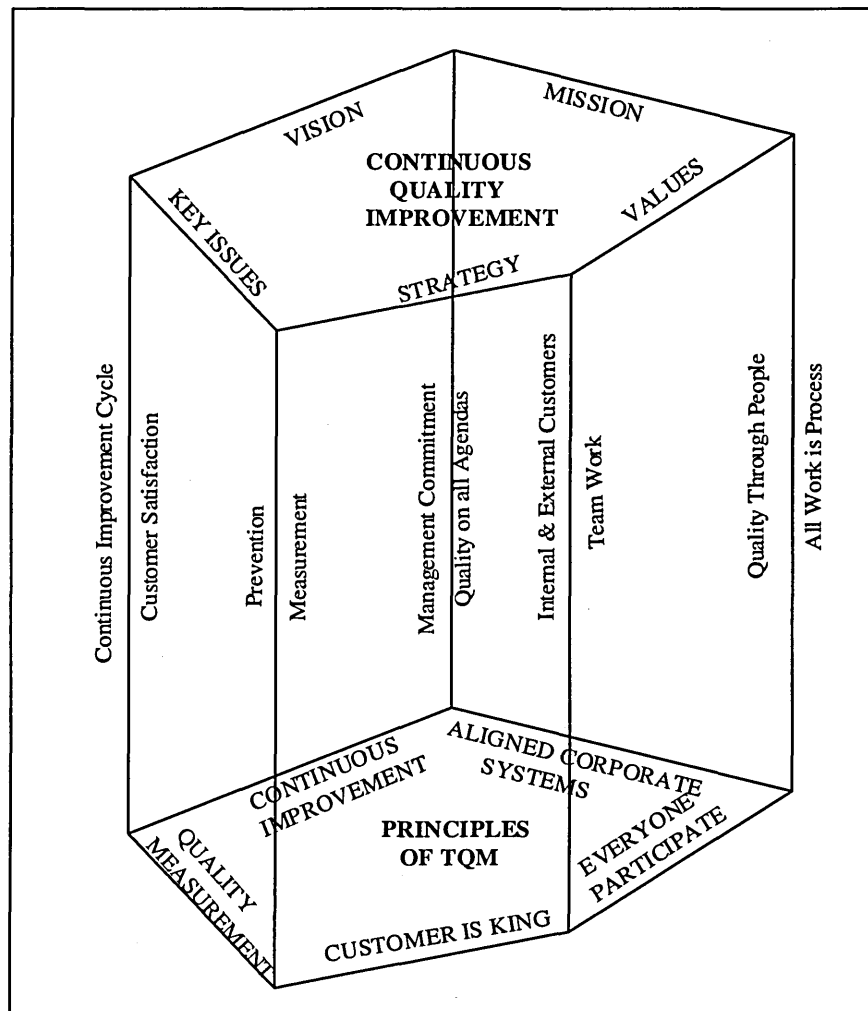 VISION
MISSION
CONTINUOUS
QUALITY
IMPROVEMENT
KEY ISSUES
VALUES
STRATEGY
Continuous Improvement Cycle
Customer Satisfaction
Prevention
Measurement
Management Commitment
Quality on all Agendas
Internal & External Customers
Team Work
Quality Through People
All Work is Process
CONTINUOUS
IMPROVEMENT
ALIGNED CORPORATE
SYSTEMS
QUALITY
MEASUREMENT
PRINCIPLES
OF TQM
EVERYONE
PARTICIPATE
CUSTOMER IS KING